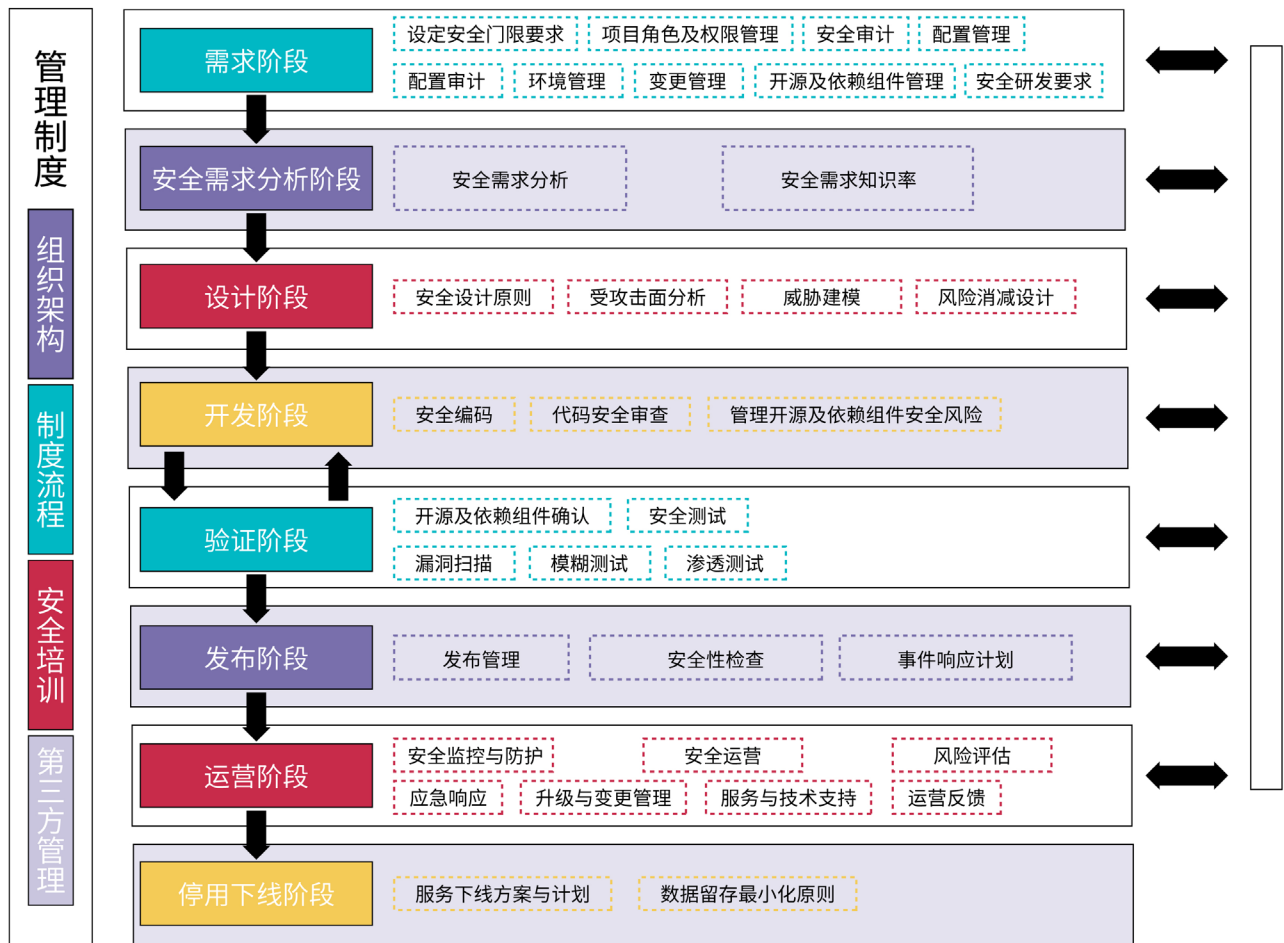 管理制度
组织架构
制度流程
安全培训
第三方管理
需求阶段
设定安全门限要求 项目角色及权限管理 安全审计 配置管理
配置审计 环境管理 变更管理 开源及依赖组件管理 安全研发要求
安全需求分析阶段
安全需求分析 安全需求知识率
设计阶段
安全设计原则 受攻击面分析 威胁建模 风险消减设计
开发阶段
安全编码 代码安全审查 管理开源及依赖组件安全风险
验证阶段
开源及依赖组件确认 安全测试
漏洞扫描 模糊测试 渗透测试
发布阶段
发布管理 安全性检查 事件响应计划
运营阶段
安全监控与防护 安全运营 风险评估
应急响应 升级与变更管理 服务与技术支持 运营反馈
停用下线阶段
服务下线方案与计划 数据留存最小化原则